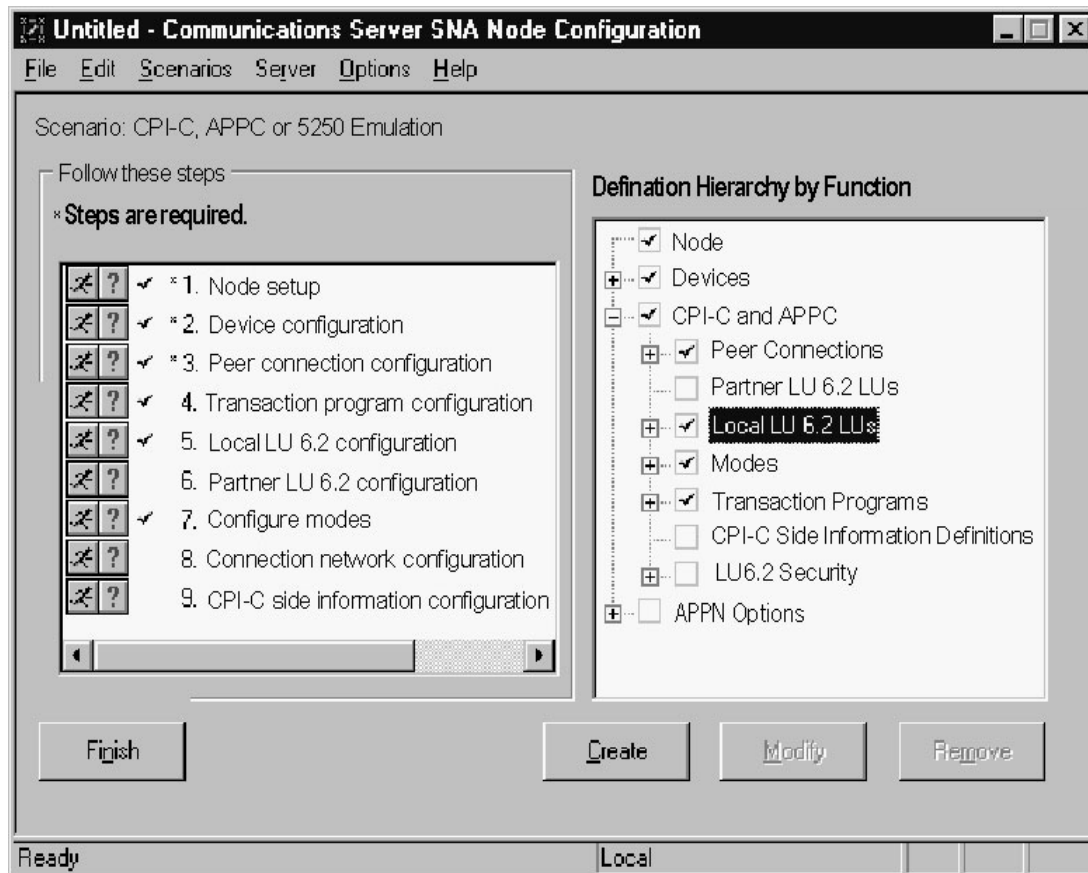 Untitled - Communications Server SNA Node Configuration
File Edit Scenarios Server Options Help
Scenario: CPI-C, APPC or 5250 Emulation
Follow these steps
* Steps are required.
? * 1. Node setup
? * 2. Device configuration
? * 3. Peer connection configuration
? 4. Transaction program configuration
? 5. Local LU 6.2 configuration
? 6. Partner LU 6.2 configuration
? 7. Configure modes
? 8. Connection network configuration
? 9. CPI-C side information configuration
Defination Hierarchy by Function
Node
Devices
CPI-C and APPC
Peer Connections
Partner LU 6.2 LUs
Local LU 6.2 LUs
Modes
Transaction Programs
CPI-C Side Information Definitions
LU6.2 Security
APPN Options
Finish
Create
Modify
Remove
Ready
Local